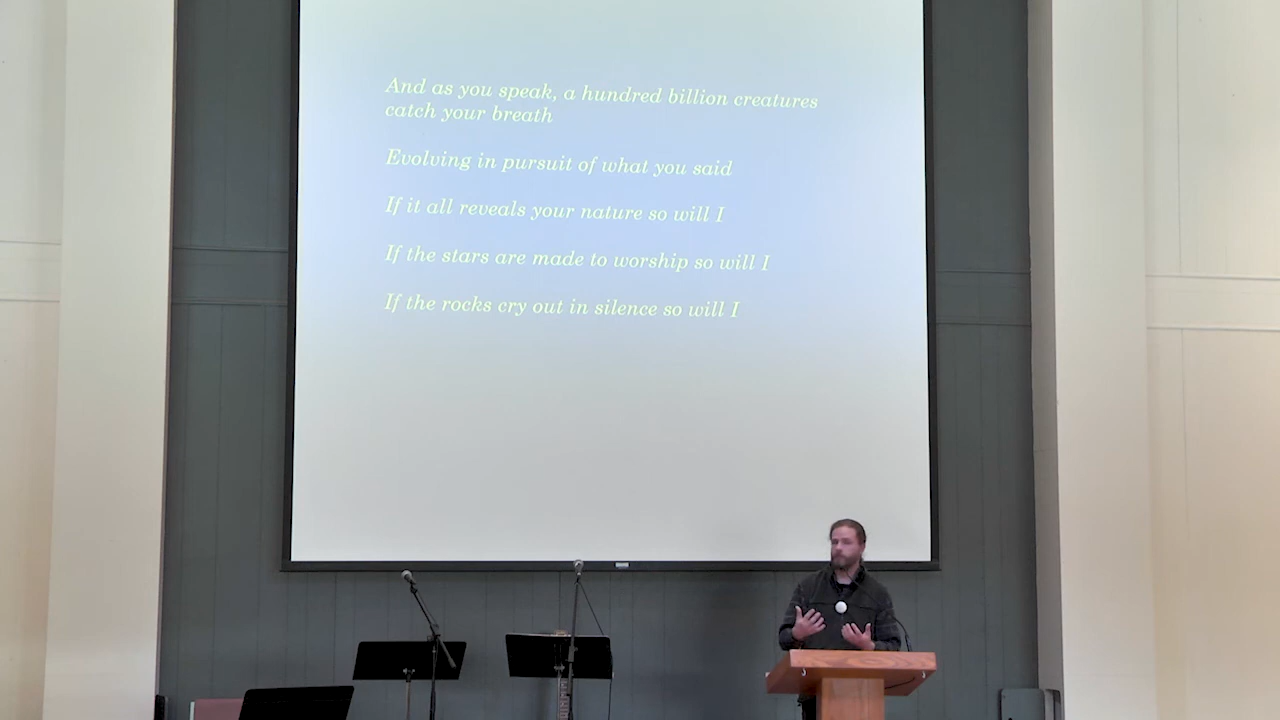 And as you speak, a hundred billion creatures
catch your breath
Evolving in pursuit of what you said
If it all reveals your nature so will I
If the stars are made to worship so will I
If the rocks cry out in silence so will I